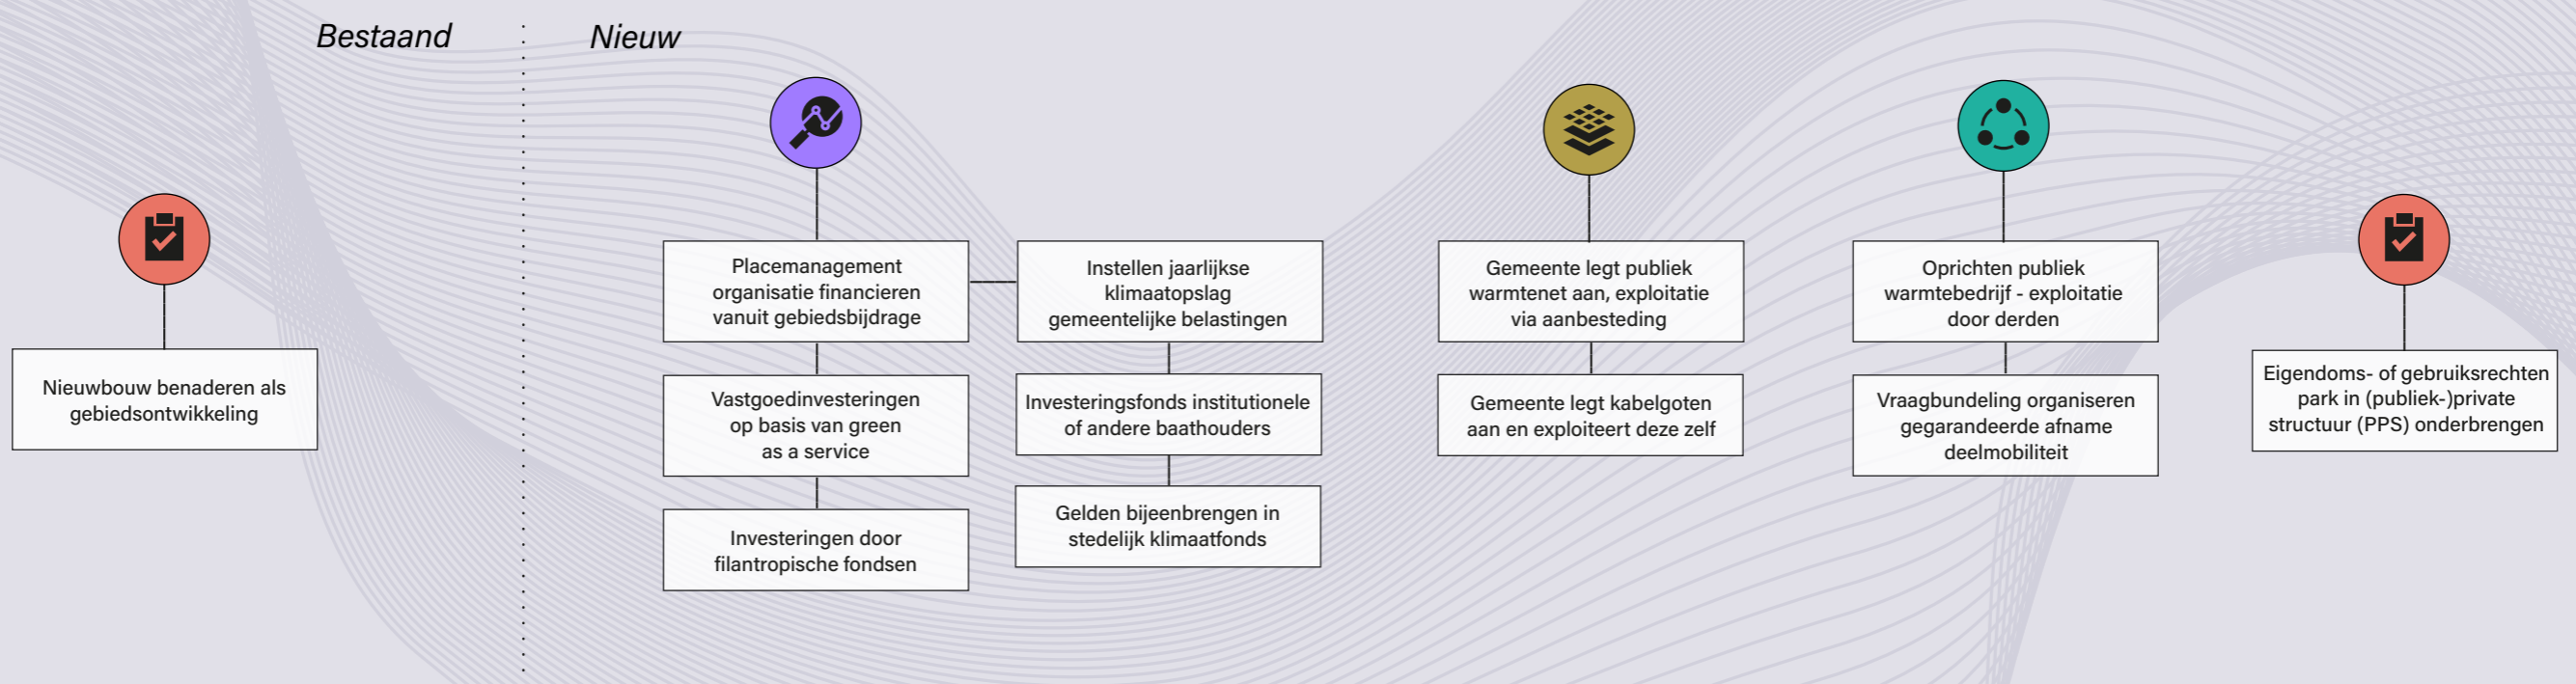 Bestaand
Nieuw
Nieuwbouw benaderen als
gebiedsontwikkeling
Placemanagement
organisatie financieren
vanuit gebiedsbijdrage
Vastgoedinvesteringen
op basis van green
as a service
Investeringen door
filantropische fondsen
Instellen jaarlijkse
klimaatopslag
gemeentelijke belastingen
Investeringsfonds institutionele
of andere baathouders
Gelden bijeenbrengen in
stedelijk klimaatfonds
Gemeente legt publiek
warmtenet aan, exploitatie
via aanbesteding
Gemeente legt kabelgoten
aan en exploiteert deze zelf
Oprichten publiek
warmtebedrijf - exploitatie
door derden
Vraagbundeling organiseren
gegarandeerde afname
deelmobiliteit
Eigendoms- of gebruiksrechten
park in (publiek-)private
structuur (PPS) onderbrengen